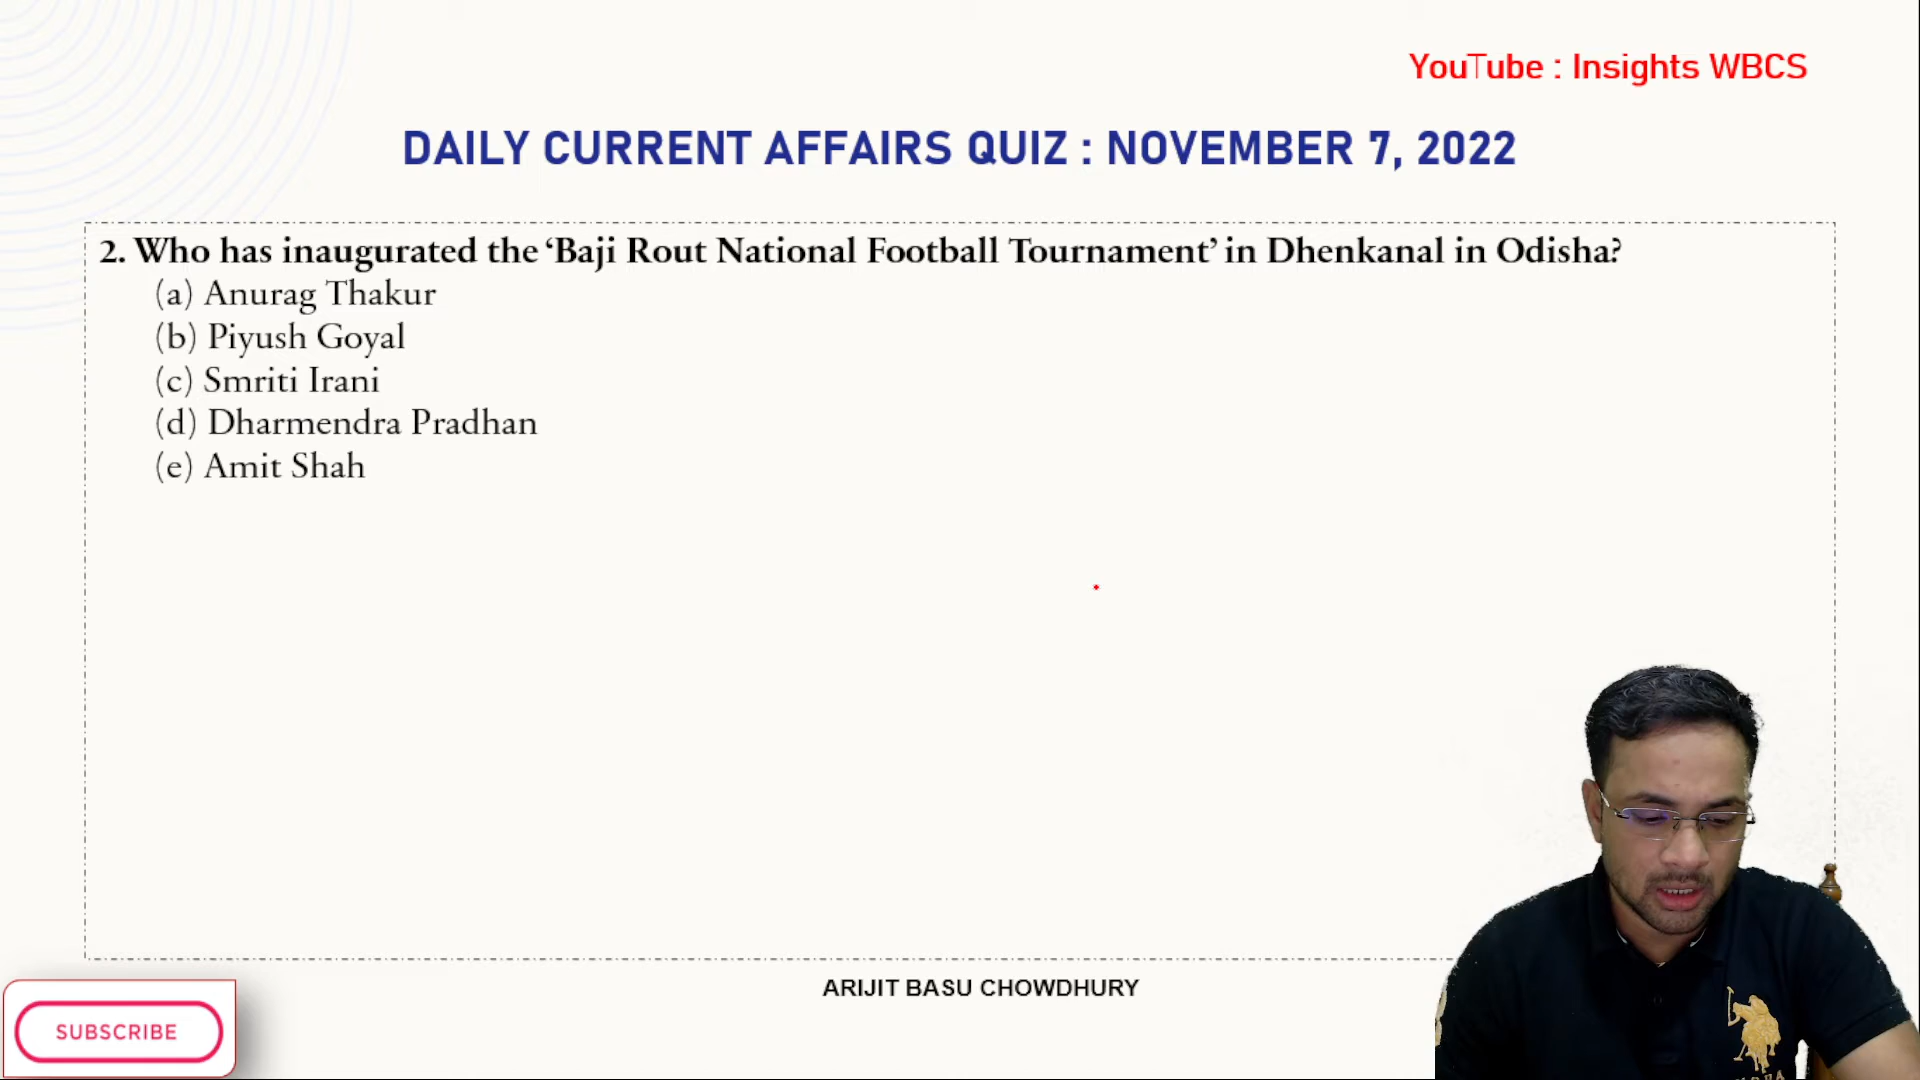 YouTube : Insights WBCS
DAILY CURRENT AFFAIRS QUIZ : NOVEMBER 7, 2022
2. Who has inaugurated the ‘Baji Rout National Football Tournament’ in Dhenkanal in Odisha?
(a) Anurag Thakur
(b) Piyush Goyal
(c) Smriti Irani
(d) Dharmendra Pradhan
(e) Amit Shah
ARIJIT BASU CHOWDHURY
SUBSCRIBE